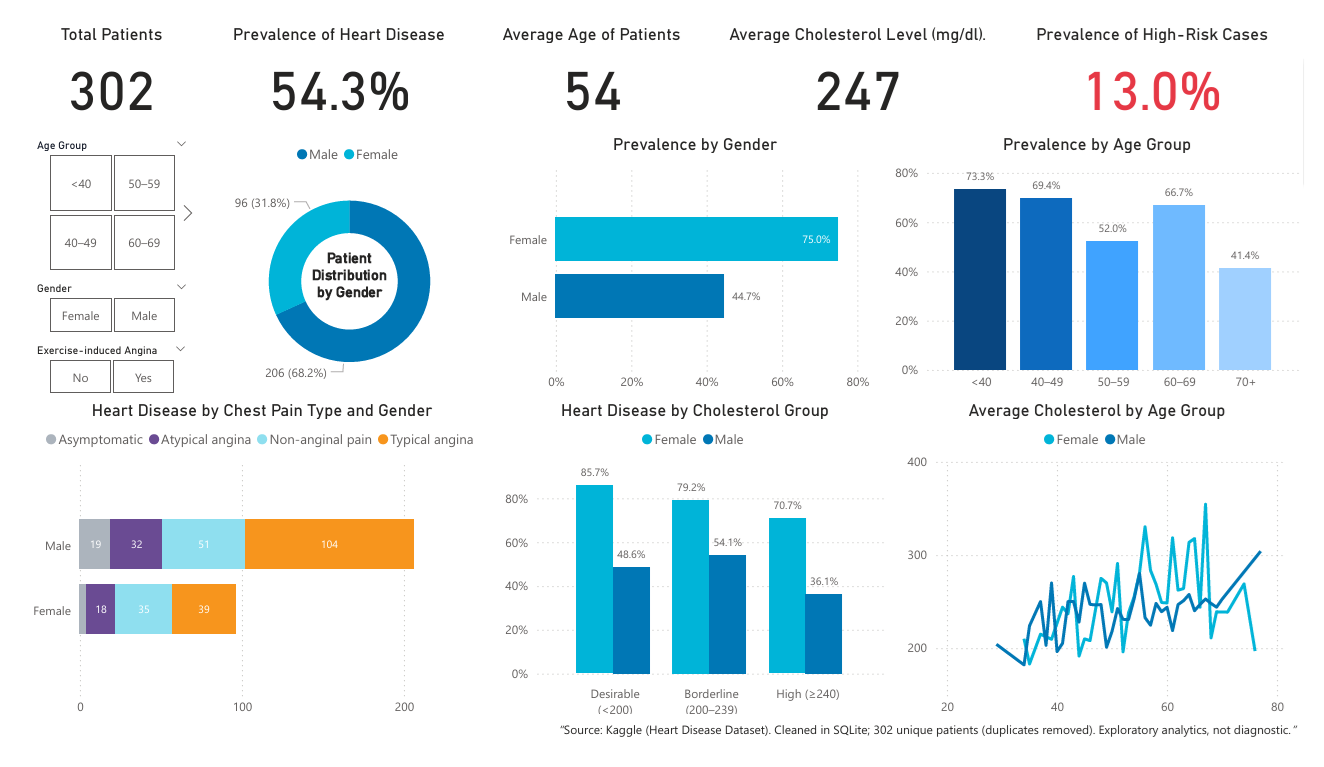 Total Patients
302
Prevalence of Heart Disease
54.3%
Average Age of Patients
54
Average Cholesterol Level (mg/dl).
247
Prevalence of High-Risk Cases
13.0%
Age Group
<40
50–59
40–49
60–69
Gender
Female
Male
Exercise-induced Angina
No
Yes
Male
Female
96 (31.8%)
Patient
Distribution
by Gender
206 (68.2%)
Prevalence by Gender
Female
75.0%
Male
44.7%
0%
20%
40%
60%
80%
Prevalence by Age Group
80%
60%
40%
20%
0%
73.3%
69.4%
52.0%
66.7%
41.4%
<40
40–49
50–59
60–69
70+
Heart Disease by Chest Pain Type and Gender
Asymptomatic
Atypical angina
Non-anginal pain
Typical angina
Male
19
32
51
104
Female
18
35
39
0
100
200
Heart Disease by Cholesterol Group
Female
Male
80%
60%
40%
20%
0%
85.7%
48.6%
79.2%
54.1%
70.7%
36.1%
Desirable
(<200)
Borderline
(200–239)
High (≥240)
Average Cholesterol by Age Group
Female
Male
400
300
200
20
40
60
80
"Source: Kaggle (Heart Disease Dataset). Cleaned in SQLite; 302 unique patients (duplicates removed). Exploratory analytics, not diagnostic."